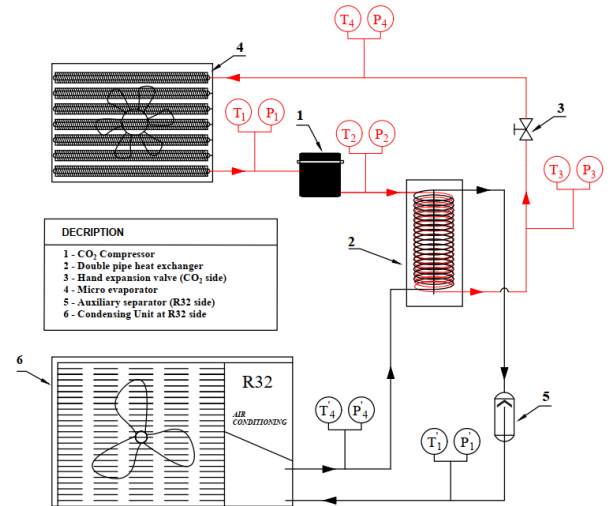 T4 P4
4
3
T1 P1
1
T2 P2
T3 P3
2
DECRIPTION
1 - CO2 Compressor
2 - Double pipe heat exchanger
3 - Hand expansion valve (CO2 side)
4 - Micro evaporator
5 - Auxiliary separator (R32 side)
6 - Condensing Unit at R32 side
6
R32
AIR
CONDITIONING
T'4 P'4
5
T'1 P'1